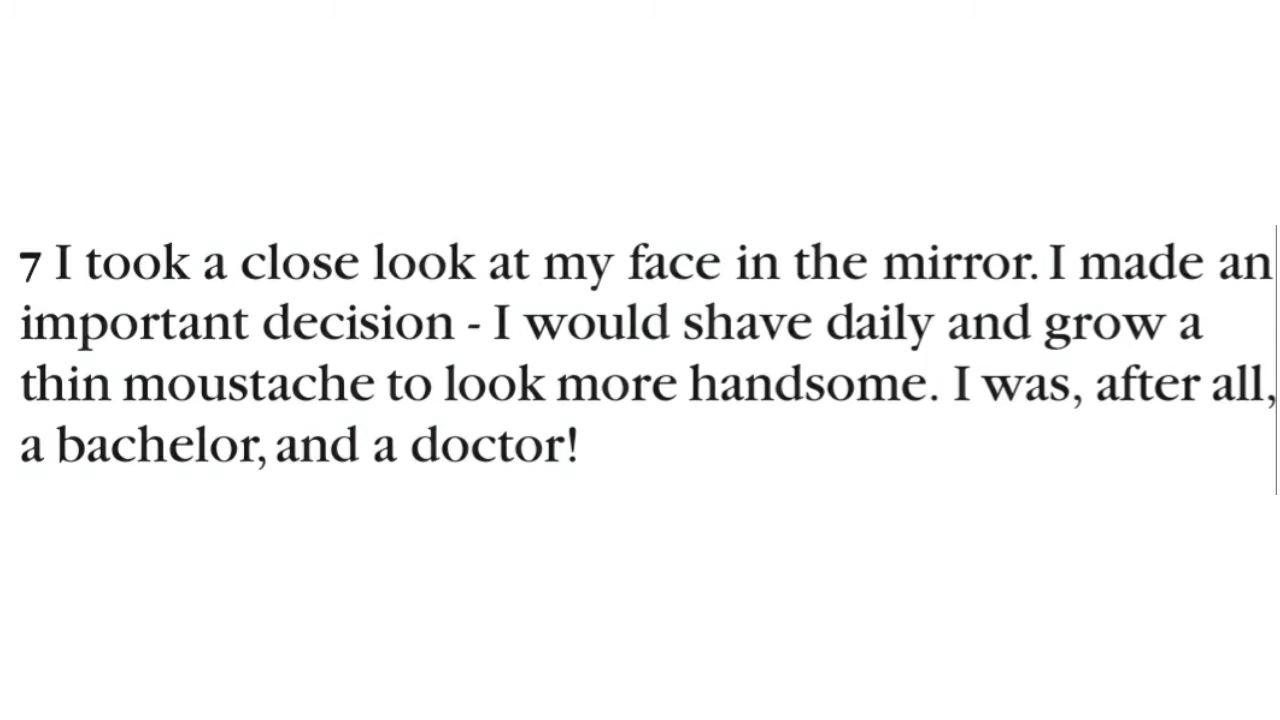 7 I took a close look at my face in the mirror. I made an
important decision - I would shave daily and grow a
thin moustache to look more handsome. I was, after all,
a bachelor, and a doctor!